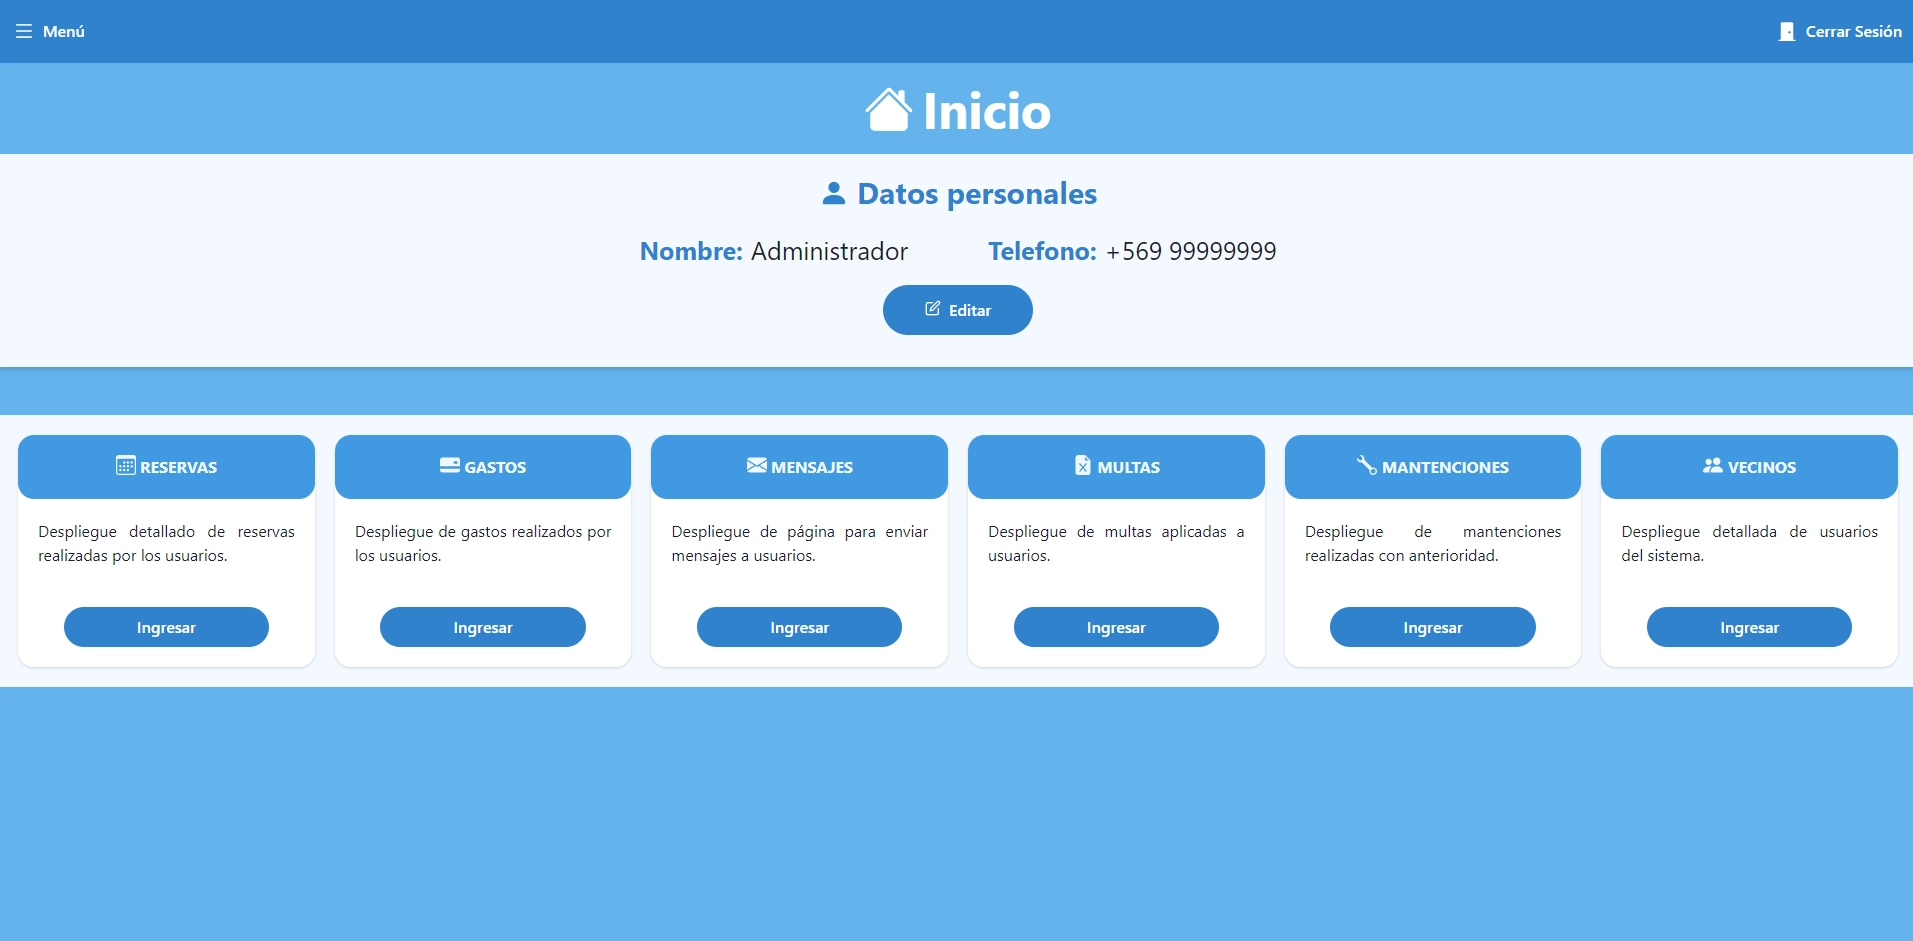 Menú
Cerrar Sesión
Inicio
Datos personales
Nombre: Administrador
Telefono: +569 99999999
Editar
RESERVAS
Despliegue detallado de reservas
realizadas por los usuarios.
Ingresar
GASTOS
Despliegue de gastos realizados por
los usuarios.
Ingresar
MENSAJES
Despliegue de página para enviar
mensajes a usuarios.
Ingresar
MULTAS
Despliegue de multas aplicadas a
usuarios.
Ingresar
MANTENCIONES
Despliegue de mantenciones
realizadas con anterioridad.
Ingresar
VECINOS
Despliegue detallada de usuarios
del sistema.
Ingresar